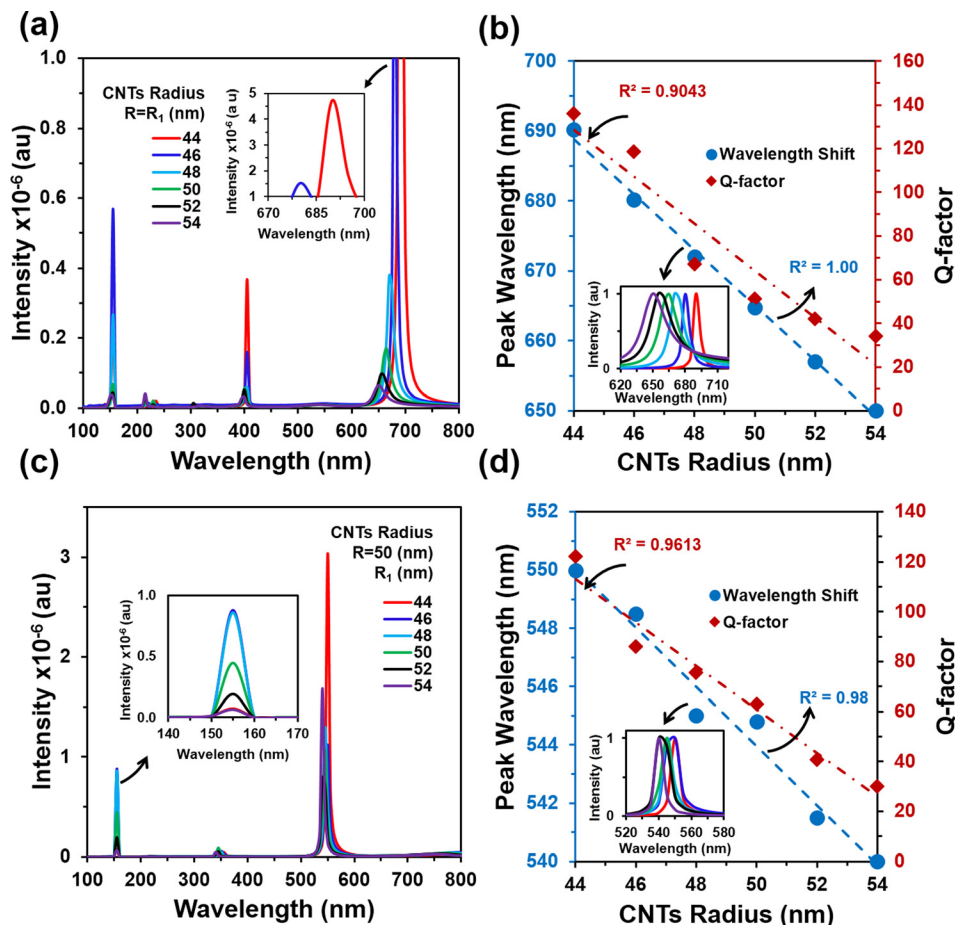 (a)
Intensity x10⁻⁶ (au)
1.0
0.8
0.6
0.4
0.2
0.0
100 200 300 400 500 600 700 800
Wavelength (nm)
CNTs Radius
R=R₁ (nm)
44
46
48
50
52
54
Intensity x10⁻⁶ (a u)
5
4
3
2
1
670 685 700
Wavelength (nm)
(b)
Peak Wavelength (nm)
700
690
680
670
660
650
44 46 48 50 52 54
CNTs Radius (nm)
160
140
120
100
80
60
40
20
0
Q-factor
R² = 0.9043
Wavelength Shift
Q-factor
R² = 1.00
Intensity (au)
1
0
620 650 680 710
Wavelength (nm)
(c)
Intensity x10⁻⁶ (au)
3
2
1
0
100 200 300 400 500 600 700 800
Wavelength (nm)
CNTs Radius
R=50 (nm)
R₁ (nm)
44
46
48
50
52
54
Intensity x10⁻⁶ (au)
1.0
0.5
0.0
140 150 160 170
Wavelength (nm)
(d)
Peak Wavelength (nm)
552
550
548
546
544
542
540
44 46 48 50 52 54
CNTs Radius (nm)
140
120
100
80
60
40
20
0
Q-factor
R² = 0.9613
Wavelength Shift
Q-factor
R² = 0.98
Intensity (au)
1
0
520 540 560 580
Wavelength (nm)